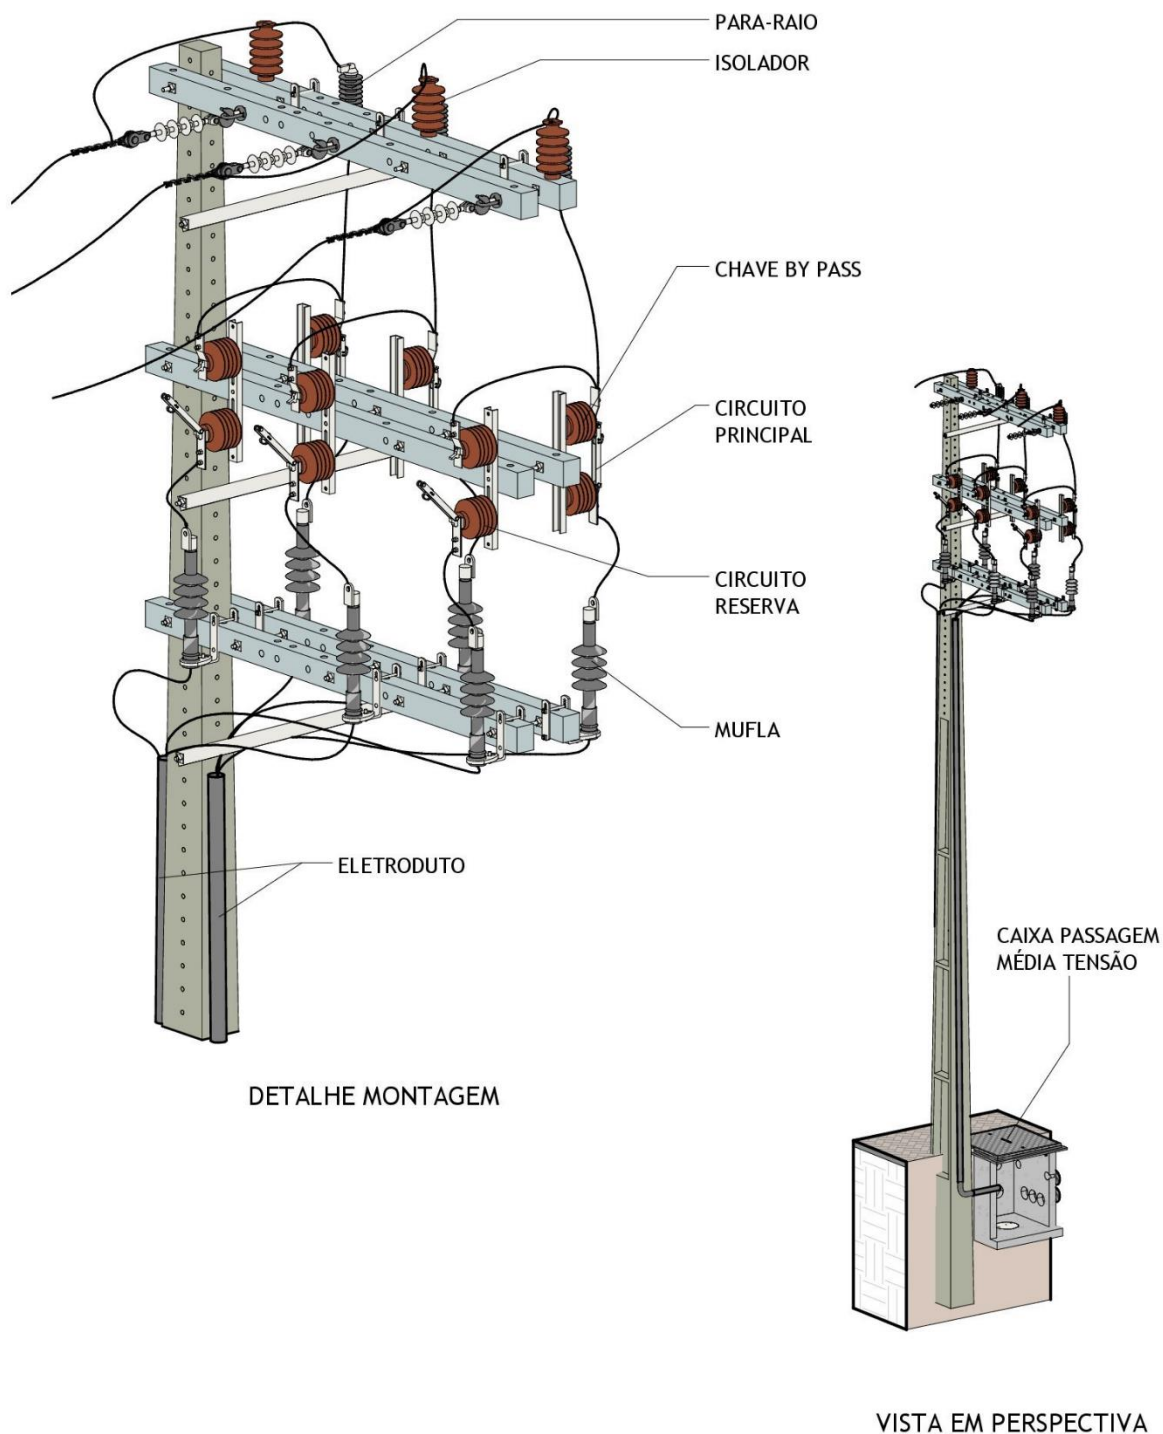 PARA-RAIO
ISOLADOR
CHAVE BY PASS
CIRCUITO
PRINCIPAL
CIRCUITO
RESERVA
MUFLA
ELETRODUTO
DETALHE MONTAGEM
CAIXA PASSAGEM
MÉDIA TENSÃO
VISTA EM PERSPECTIVA